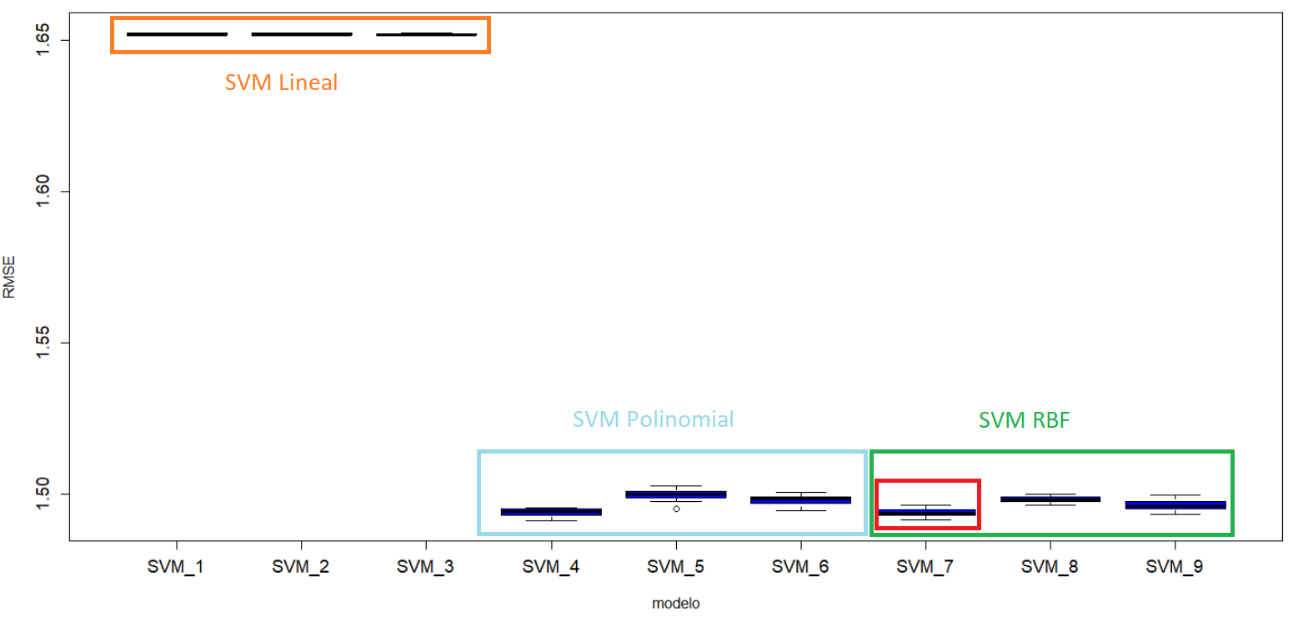 1.65
SVM Lineal
1.60
RMSE
1.55
SVM Polinomial
SVM RBF
1.50
SVM_1 SVM_2 SVM_3 SVM_4 SVM_5 SVM_6 SVM_7 SVM_8 SVM_9
modelo